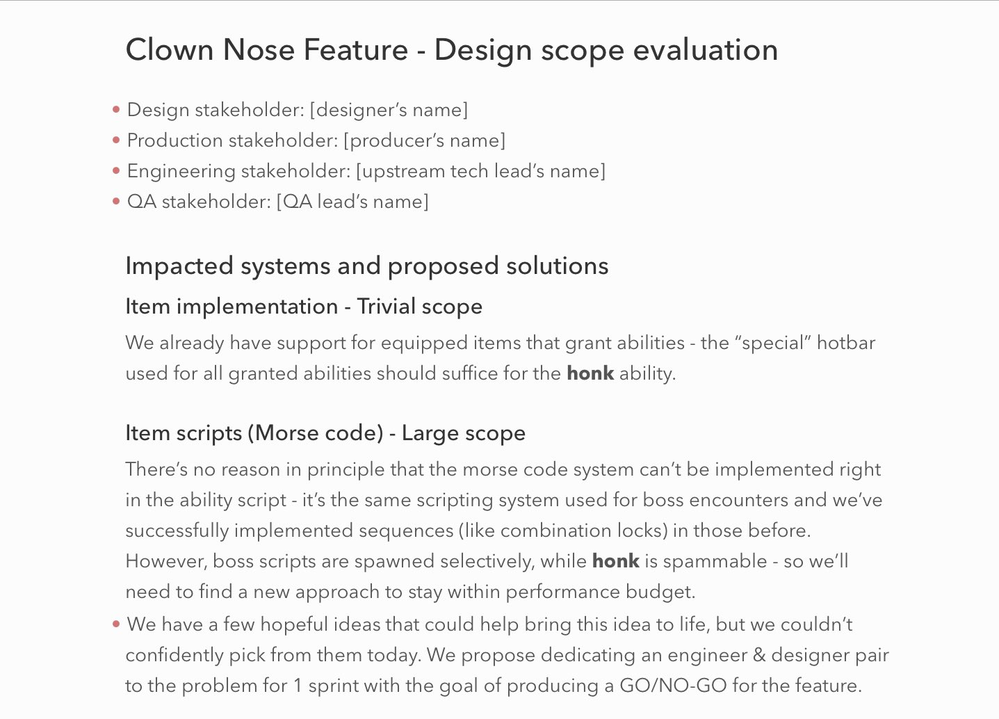 Clown Nose Feature - Design scope evaluation
• Design stakeholder: [designer’s name]
• Production stakeholder: [producer’s name]
• Engineering stakeholder: [upstream tech lead’s name]
• QA stakeholder: [QA lead’s name]
Impacted systems and proposed solutions
Item implementation - Trivial scope
We already have support for equipped items that grant abilities - the “special” hotbar
used for all granted abilities should suffice for the honk ability.
Item scripts (Morse code) - Large scope
There’s no reason in principle that the morse code system can’t be implemented right
in the ability script - it’s the same scripting system used for boss encounters and we’ve
successfully implemented sequences (like combination locks) in those before.
However, boss scripts are spawned selectively, while honk is spammable - so we’ll
need to find a new approach to stay within performance budget.
• We have a few hopeful ideas that could help bring this idea to life, but we couldn’t
confidently pick from them today. We propose dedicating an engineer & designer pair
to the problem for 1 sprint with the goal of producing a GO/NO-GO for the feature.